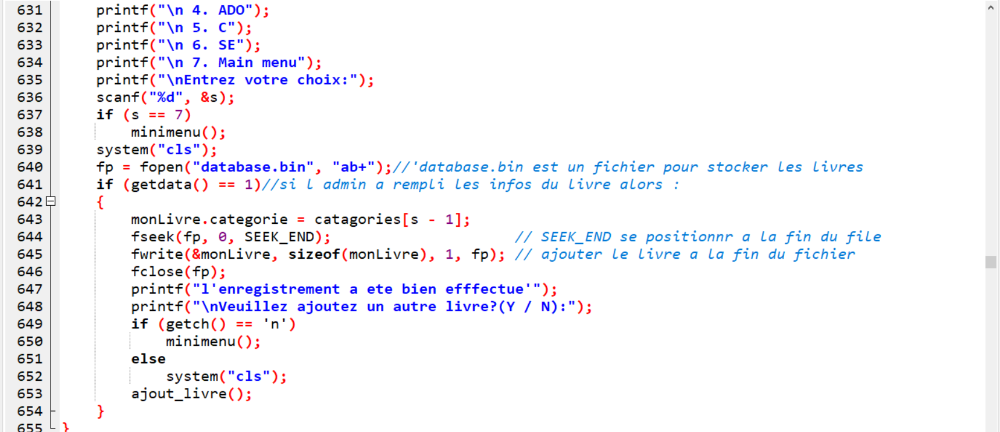 631 printf("\n 4. ADO");
632 printf("\n 5. C");
633 printf("\n 6. SE");
634 printf("\n 7. Main menu");
635 printf("\nEntrez votre choix:");
636 scanf("%d", &s);
637 if (s == 7)
638 minimenu();
639 system("cls");
640 fp = fopen("database.bin", "ab+");//'database.bin est un fichier pour stocker les livres
641 if (getdata() == 1)//si l admin a rempli les infos du livre alors :
642 {
643 monLivre.categorie = catagories[s - 1];
644 fseek(fp, 0, SEEK_END); // SEEK_END se positionnr a la fin du file
645 fwrite(&monLivre, sizeof(monLivre), 1, fp); // ajouter le livre a la fin du fichier
646 fclose(fp);
647 printf("l'enregistrement a ete bien efffectue'");
648 printf("\nVeuillez ajoutez un autre livre?(Y / N):");
649 if (getch() == 'n')
650 minimenu();
651 else
652 system("cls");
653 ajout_livre();
654 }
655 }